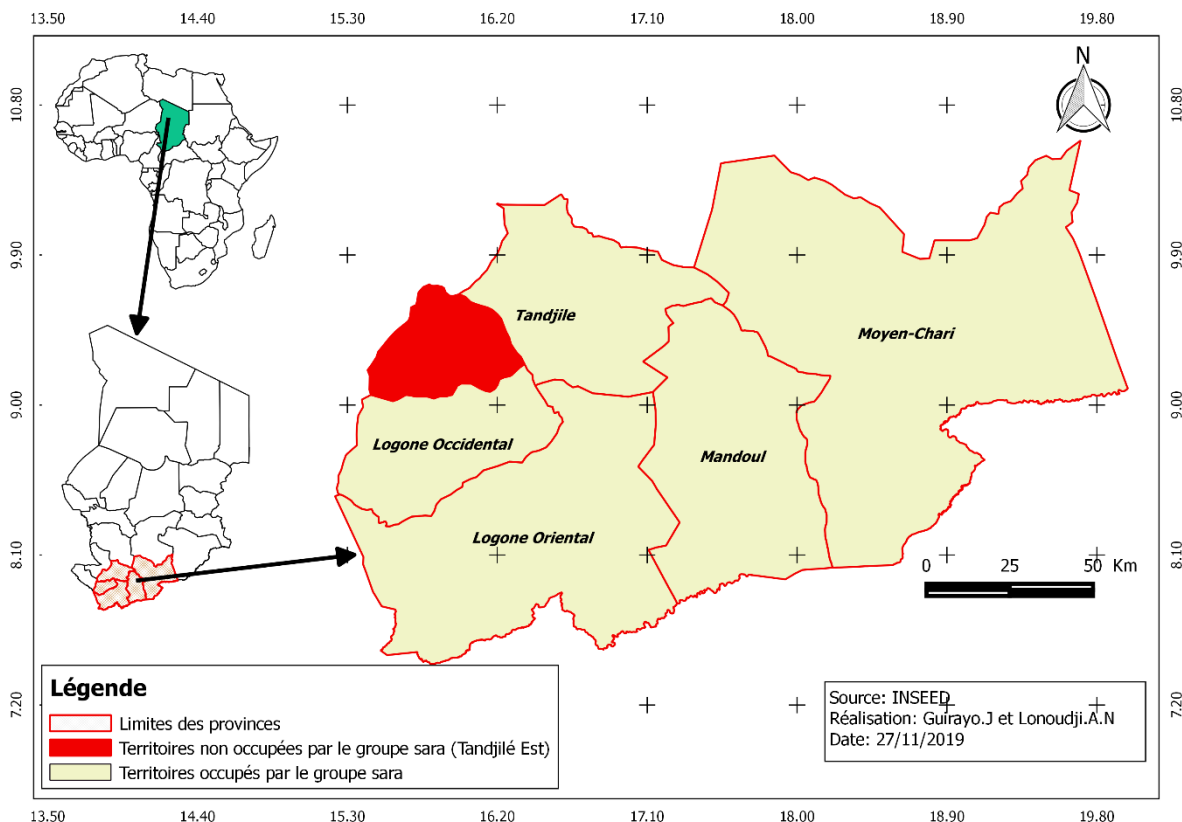 13.50 14.40 15.30 16.20 17.10 18.00 18.90 19.80
N
10.80 10.80
9.90 9.90
Tandjile
Moyen-Chari
9.00 9.00
Logone Occidental
Mandoul
Logone Oriental
8.10 8.10
0 25 50 Km
7.20 7.20
Légende
Limites des provinces
Territoires non occupées par le groupe sara (Tandjilé Est)
Territoires occupés par le groupe sara
Source: INSEED
Réalisation: Guirayo.J et Lonoudji.A.N
Date: 27/11/2019
13.50 14.40 15.30 16.20 17.10 18.00 18.90 19.80